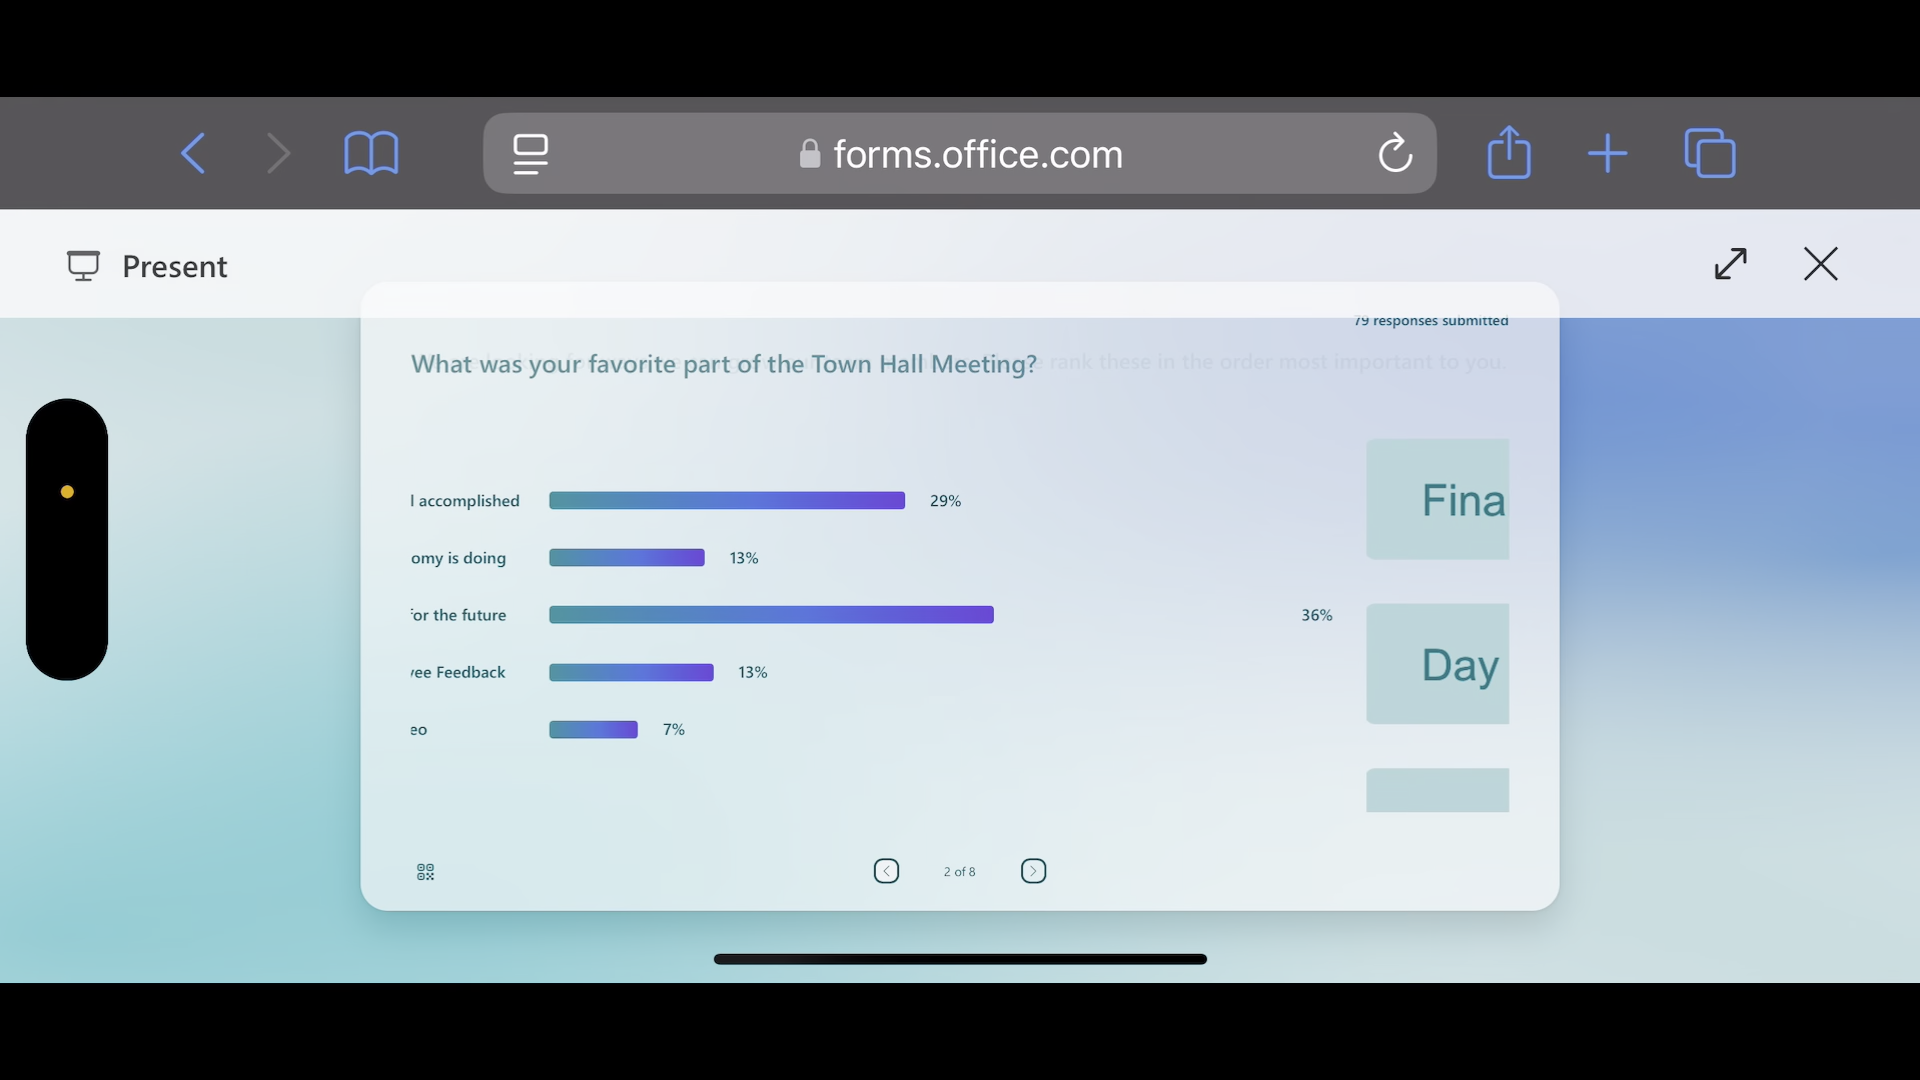 forms.office.com
Present
79 responses submitted
What was your favorite part of the Town Hall Meeting?
rank these in the order most important to you.
accomplished 29%
omy is doing 13%
for the future 36%
ee Feedback 13%
eo 7%
Fina
Day
2 of 8